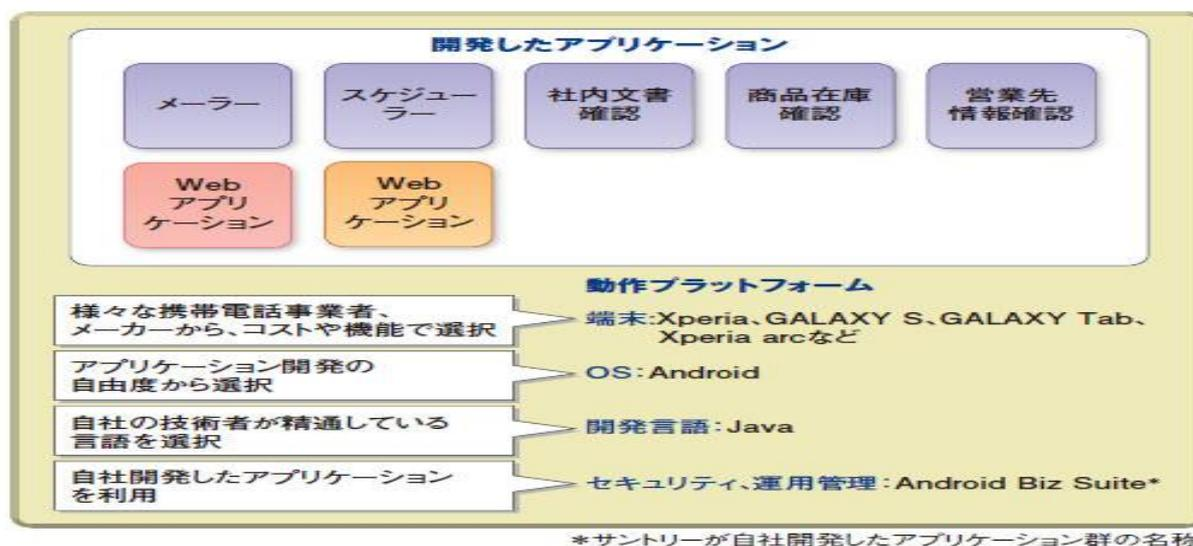 開発したアプリケーション
メーラー
スケジュー
ラー
社内文書
確認
商品在庫
確認
営業先
情報確認
Web
アプリ
ケーション
Web
アプリ
ケーション
動作プラットフォーム
様々な携帯電話事業者、
メーカーから、コストや機能で選択
端末:Xperia、GALAXY S、GALAXY Tab、
Xperia arcなど
アプリケーション開発の
自由度から選択
OS:Android
自社の技術者が精通している
言語を選択
開発言語:Java
自社開発したアプリケーション
を利用
セキュリティ、運用管理:Android Biz Suite*
*サントリーが自社開発したアプリケーション群の名称